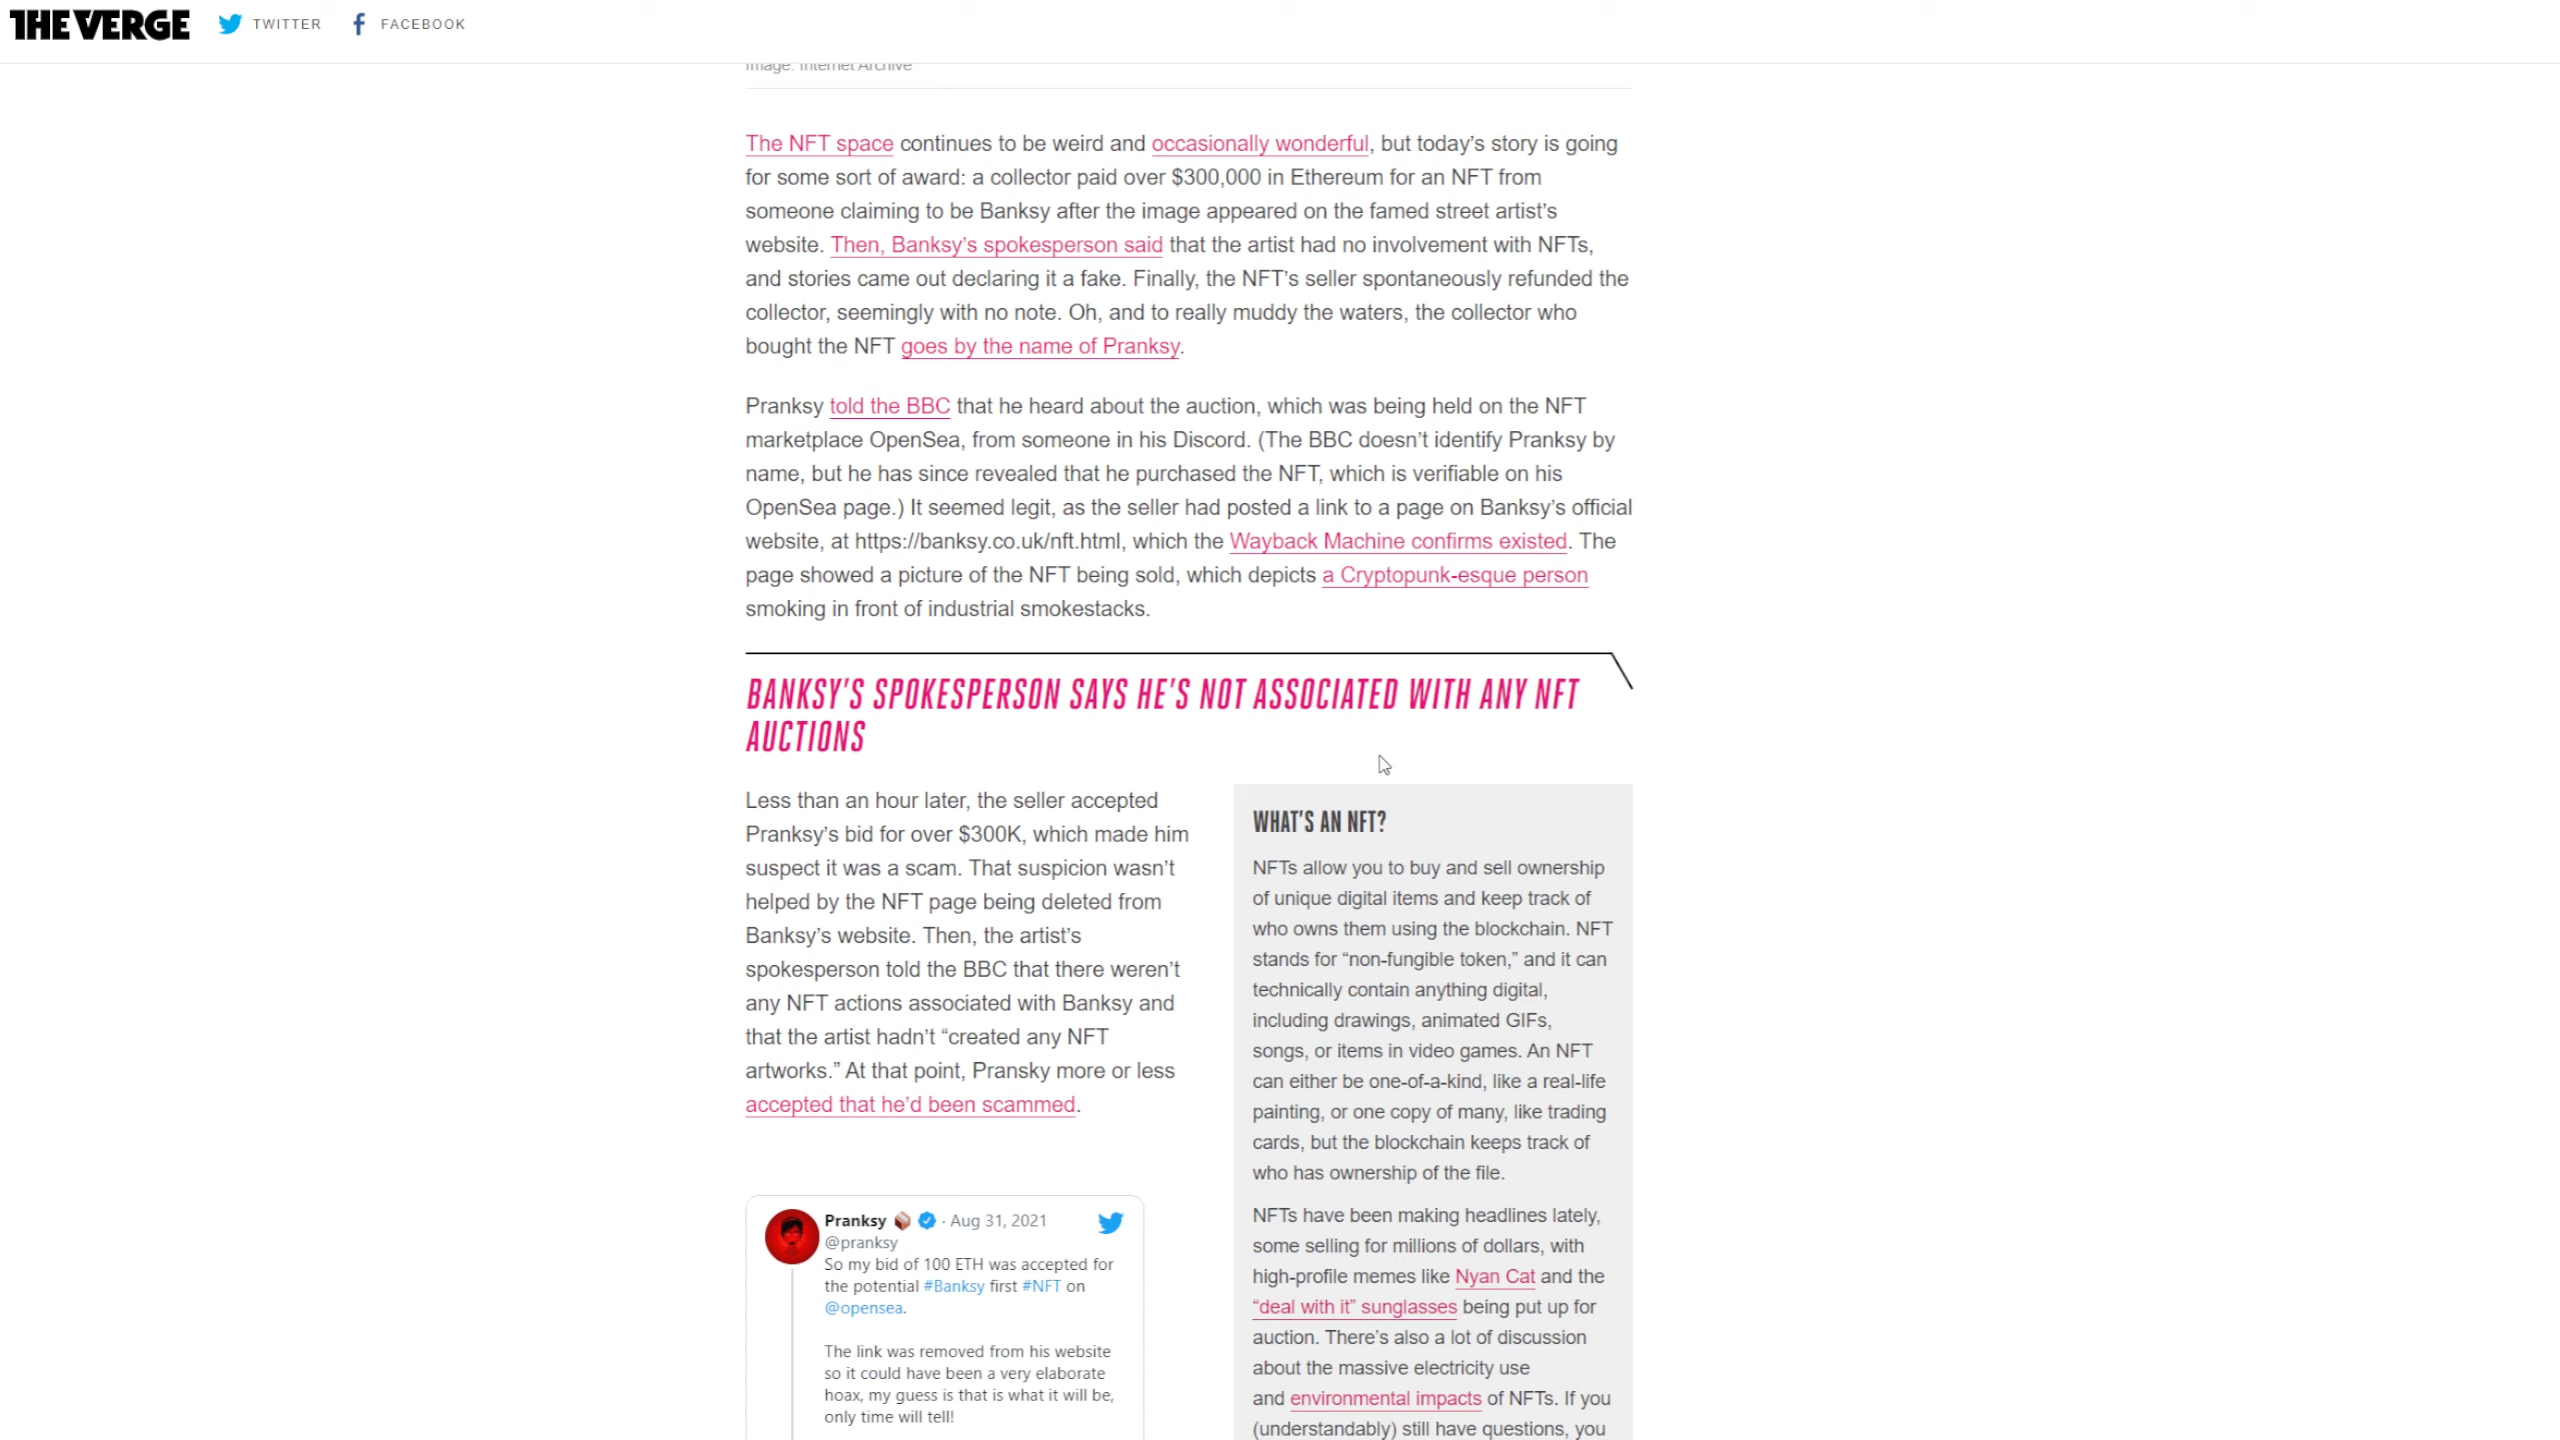 THE VERGE
TWITTER
FACEBOOK
Image: Internet Archive
The NFT space continues to be weird and occasionally wonderful, but today’s story is going
for some sort of award: a collector paid over $300,000 in Ethereum for an NFT from
someone claiming to be Banksy after the image appeared on the famed street artist’s
website. Then, Banksy’s spokesperson said that the artist had no involvement with NFTs,
and stories came out declaring it a fake. Finally, the NFT’s seller spontaneously refunded the
collector, seemingly with no note. Oh, and to really muddy the waters, the collector who
bought the NFT goes by the name of Pranksy.
Pranksy told the BBC that he heard about the auction, which was being held on the NFT
marketplace OpenSea, from someone in his Discord. (The BBC doesn’t identify Pranksy by
name, but he has since revealed that he purchased the NFT, which is verifiable on his
OpenSea page.) It seemed legit, as the seller had posted a link to a page on Banksy’s official
website, at https://banksy.co.uk/nft.html, which the Wayback Machine confirms existed. The
page showed a picture of the NFT being sold, which depicts a Cryptopunk-esque person
smoking in front of industrial smokestacks.
BANKSY’S SPOKESPERSON SAYS HE’S NOT ASSOCIATED WITH ANY NFT
AUCTIONS
Less than an hour later, the seller accepted
Pranksy’s bid for over $300K, which made him
suspect it was a scam. That suspicion wasn’t
helped by the NFT page being deleted from
Banksy’s website. Then, the artist’s
spokesperson told the BBC that there weren’t
any NFT actions associated with Banksy and
that the artist hadn’t “created any NFT
artworks.” At that point, Pransky more or less
accepted that he’d been scammed.
Pranksy · Aug 31, 2021
@pranksy
So my bid of 100 ETH was accepted for
the potential #Banksy first #NFT on
@opensea.
The link was removed from his website
so it could have been a very elaborate
hoax, my guess is that is what it will be,
only time will tell!
WHAT’S AN NFT?
NFTs allow you to buy and sell ownership
of unique digital items and keep track of
who owns them using the blockchain. NFT
stands for “non-fungible token,” and it can
technically contain anything digital,
including drawings, animated GIFs,
songs, or items in video games. An NFT
can either be one-of-a-kind, like a real-life
painting, or one copy of many, like trading
cards, but the blockchain keeps track of
who has ownership of the file.
NFTs have been making headlines lately,
some selling for millions of dollars, with
high-profile memes like Nyan Cat and the
“deal with it” sunglasses being put up for
auction. There’s also a lot of discussion
about the massive electricity use
and environmental impacts of NFTs. If you
(understandably) still have questions, you